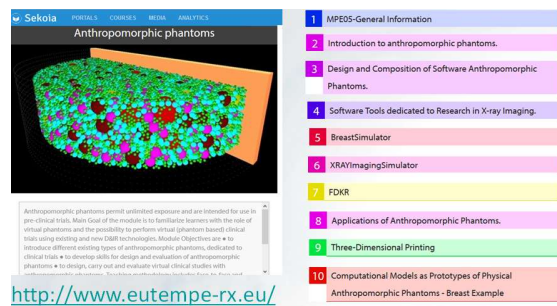 Sekoia PORTALS COURSES MEDIA ANALYTICS
Anthropomorphic phantoms
Anthropomorphic phantoms permit unlimited exposure and are intended for use in
pre-clinical trials. Main Goal of the module is to familiarize learners with the role of
virtual phantoms and the possibility to perform virtual (phantom based) clinical
trials using existing and new D&R technologies. Module Objectives are • to
introduce different existing types of anthropomorphic phantoms, dedicated to
clinical trials • to develop skills for design and evaluation of anthropomorphic
phantoms • to design, carry out and evaluate virtual clinical studies with
http://www.eutempe-rx.eu/
1 MPE05-General Information
2 Introduction to anthropomorphic phantoms.
3 Design and Composition of Software Anthropomorphic
Phantoms.
4 Software Tools dedicated to Research in X-ray Imaging.
5 BreastSimulator
6 XRAYImagingSimulator
7 FDKR
8 Applications of Anthropomorphic Phantoms.
9 Three-Dimensional Printing
10 Computational Models as Prototypes of Physical
Anthropomorphic Phantoms - Breast Example